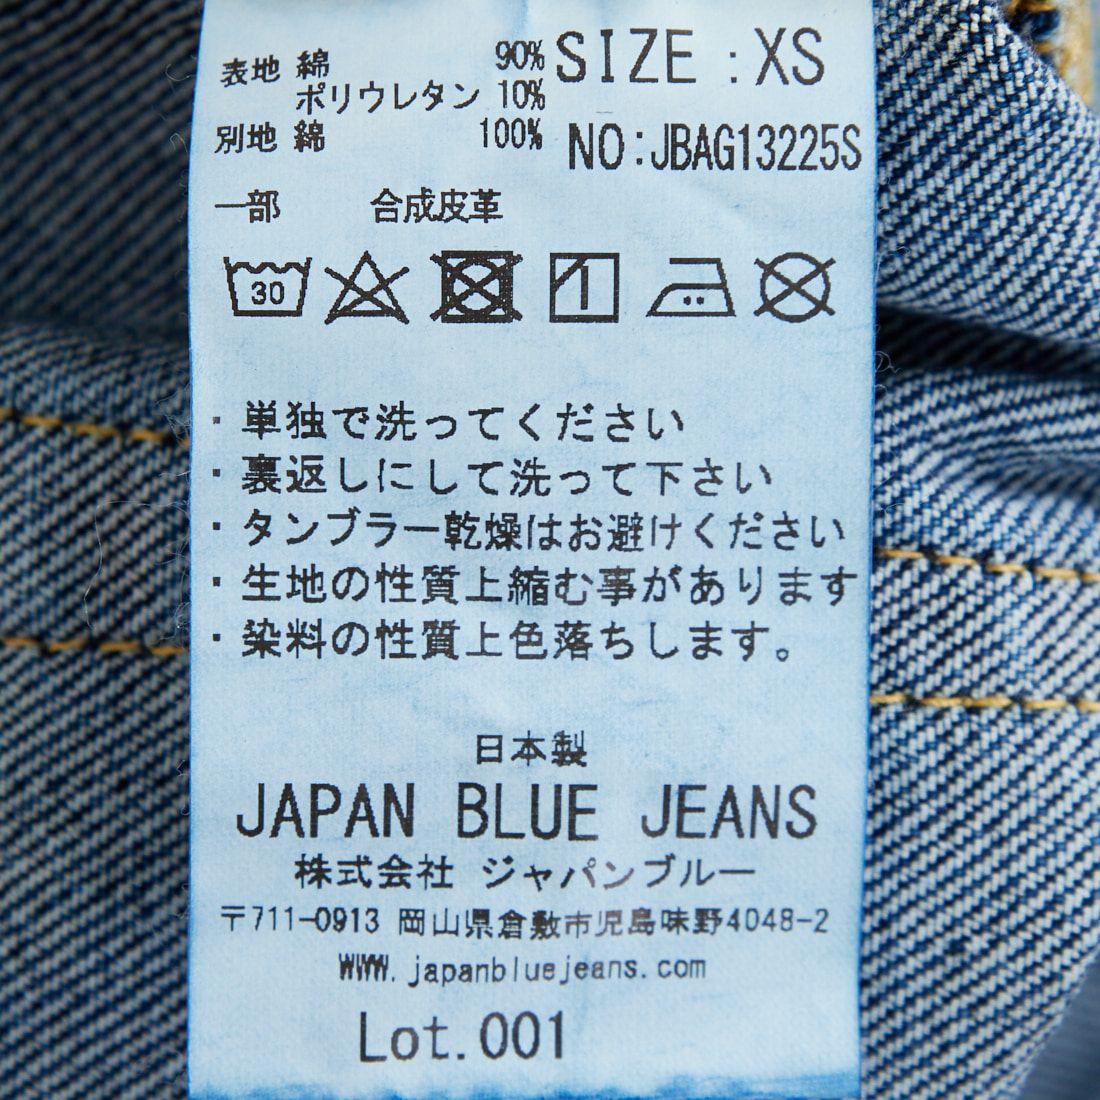 表地 綿 90% SIZE : XS
ポリウレタン 10%
別地 綿 100% NO:JBAG13225S
一部 合成皮革
30 1
・単独で洗ってください
・裏返しにして洗って下さい
・タンブラー乾燥はお避けください
・生地の性質上縮む事があります
・染料の性質上色落ちします。
日本製
JAPAN BLUE JEANS
株式会社 ジャパンブルー
〒711-0913 岡山県倉敷市児島味野4048-2
WWW.japanbluejeans.com
Lot.001